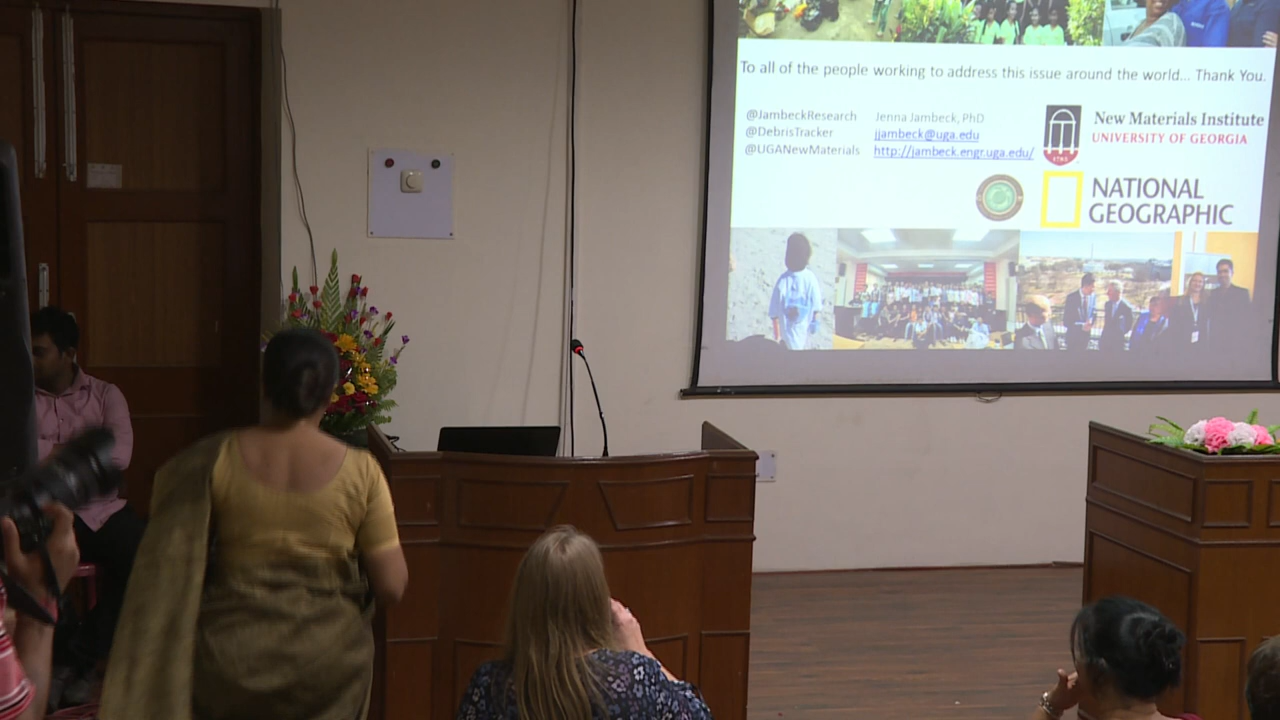 To all of the people working to address this issue around the world... Thank You.
@JambeckResearch Jenna Jambeck, PhD
@DebrisTracker jjambeck@uga.edu
@UGANewMaterials http://jambeck.engr.uga.edu/
1785
New Materials Institute
UNIVERSITY OF GEORGIA
NATIONAL
GEOGRAPHIC